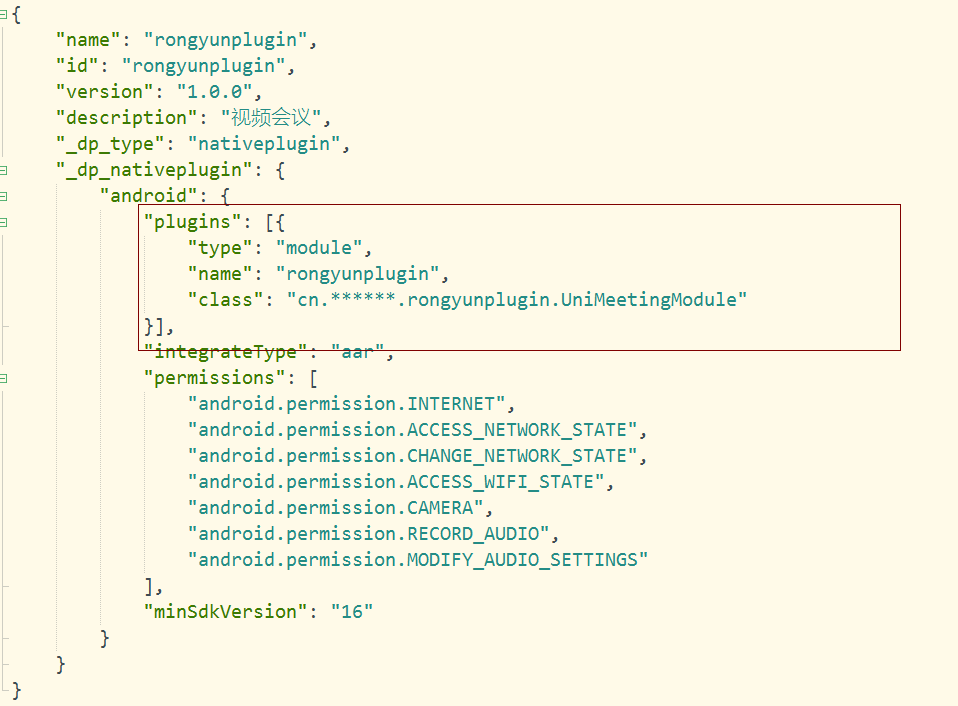 {
    "name": "rongyunplugin",
    "id": "rongyunplugin",
    "version": "1.0.0",
    "description": "视频会议",
    "_dp_type": "nativeplugin",
    "_dp_nativeplugin": {
        "android": {
            "plugins": [{
                "type": "module",
                "name": "rongyunplugin",
                "class": "cn.******.rongyunplugin.UniMeetingModule"
            }],
            "integrateType": "aar",
            "permissions": [
                "android.permission.INTERNET",
                "android.permission.ACCESS_NETWORK_STATE",
                "android.permission.CHANGE_NETWORK_STATE",
                "android.permission.ACCESS_WIFI_STATE",
                "android.permission.CAMERA",
                "android.permission.RECORD_AUDIO",
                "android.permission.MODIFY_AUDIO_SETTINGS"
            ],
            "minSdkVersion": "16"
        }
    }
}